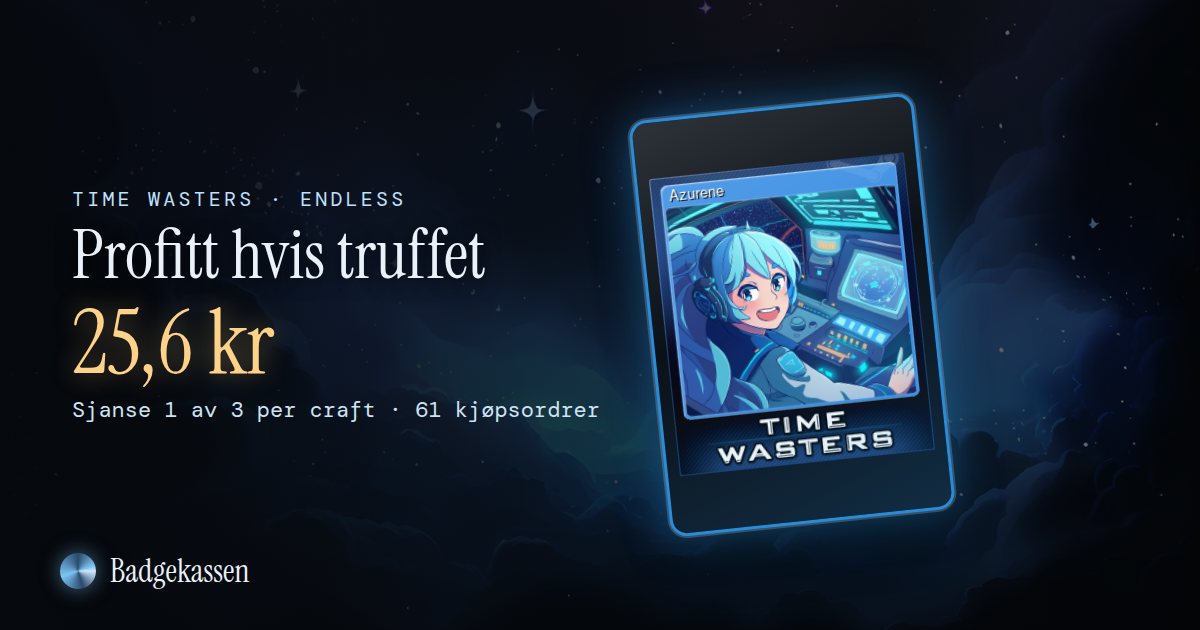 TIME WASTERS · ENDLESS
Profitt hvis truffet
25,6 kr
Sjanse 1 av 3 per craft · 61 kjøpsordrer
Azurene
TIME
WASTERS
Badgekassen